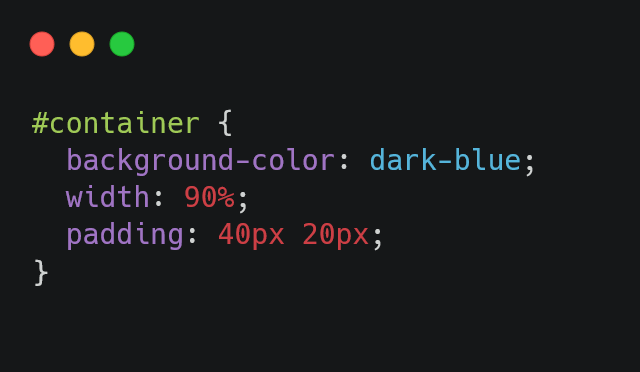 #container {
  background-color: dark-blue;
  width: 90%;
  padding: 40px 20px;
}